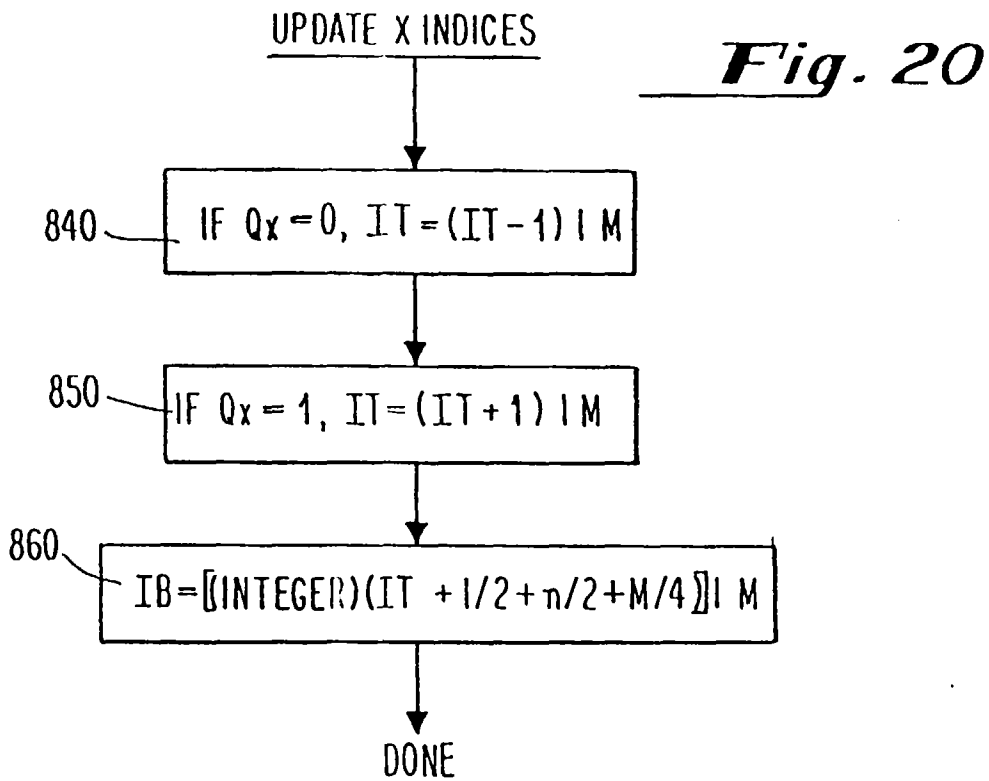 UPDATE X INDICES
Fig. 20
840
IF Qx = 0, IT = (IT - 1) | M
850
IF Qx = 1, IT = (IT + 1) | M
860
IB = ⟦(INTEGER)(IT + 1/2 + n/2 + M/4⟧| M
DONE